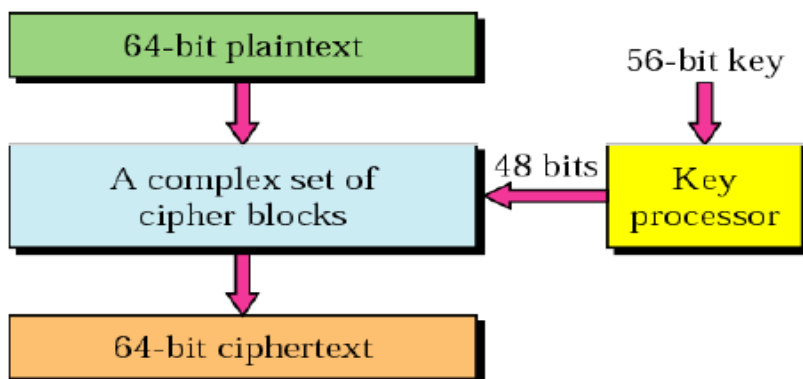 64-bit plaintext
56-bit key
A complex set of
cipher blocks
48 bits
Key
processor
64-bit ciphertext